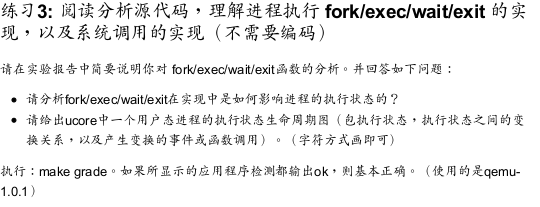 练习3: 阅读分析源代码，理解进程执行 fork/exec/wait/exit 的实
现，以及系统调用的实现（不需要编码）
请在实验报告中简要说明你对 fork/exec/wait/exit函数的分析。并回答如下问题：
• 请分析fork/exec/wait/exit在实现中是如何影响进程的执行状态的？
• 请给出ucore中一个用户态进程的执行状态生命周期图（包执行状态，执行状态之间的变
换关系，以及产生变换的事件或函数调用）。（字符方式画即可）
执行：make grade。如果所显示的应用程序检测都输出ok，则基本正确。（使用的是qemu-
1.0.1）